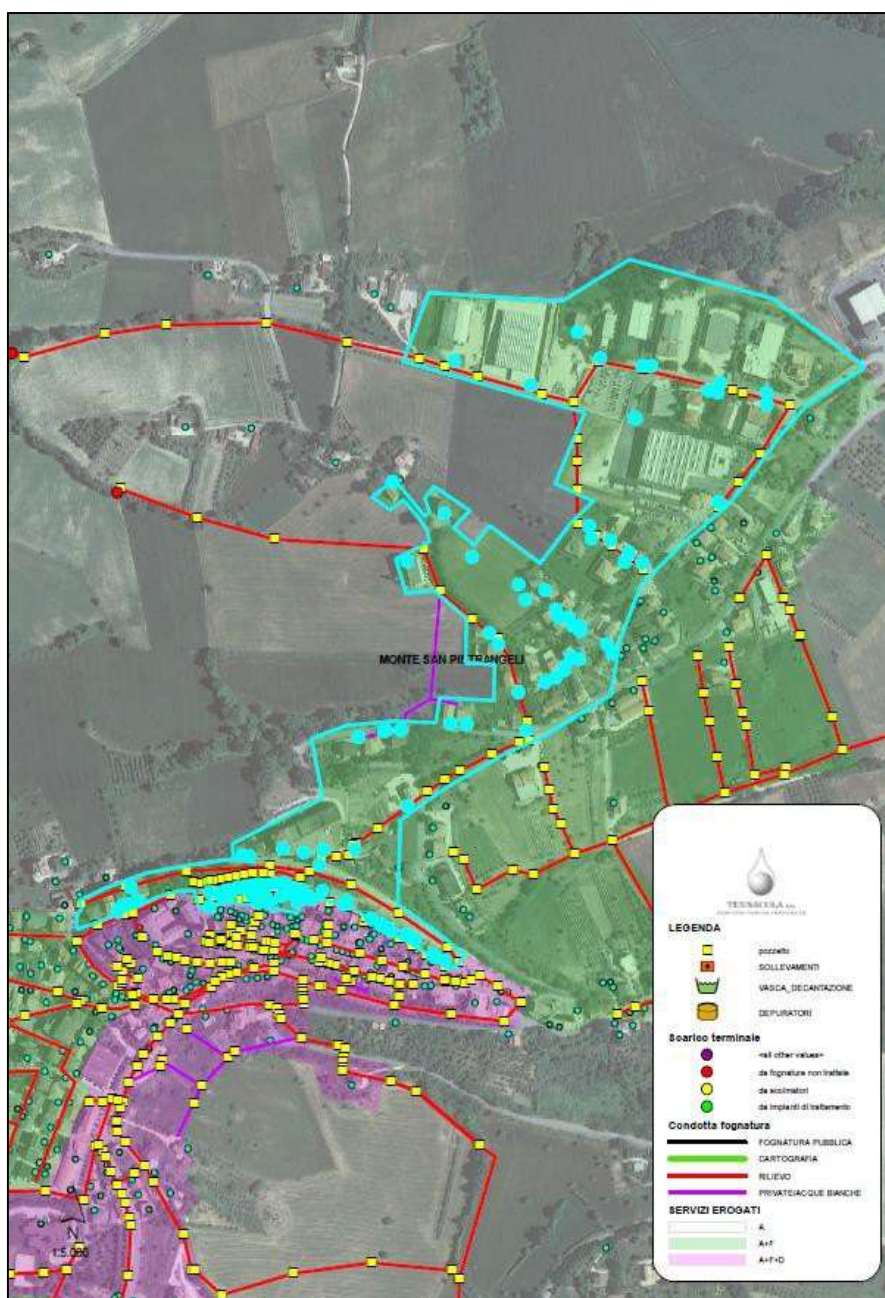 MONTE SAN PIETRANGELI
TENNACOLA
LEGENDA
pozzetto
SOLLEVAMENTI
VASCA_DECANTAZIONE
DEPURATORI
Scarico terminale
<all other values>
da fognature non trattate
da scolmatori
da impianti di trattamento
Condotta fognatura
FOGNATURA PUBBLICA
CARTOGRAFIA
RILIEVO
PRIVATE/ACQUE BIANCHE
SERVIZI EROGATI
A
A+F
A+F+D
N
1:5.000